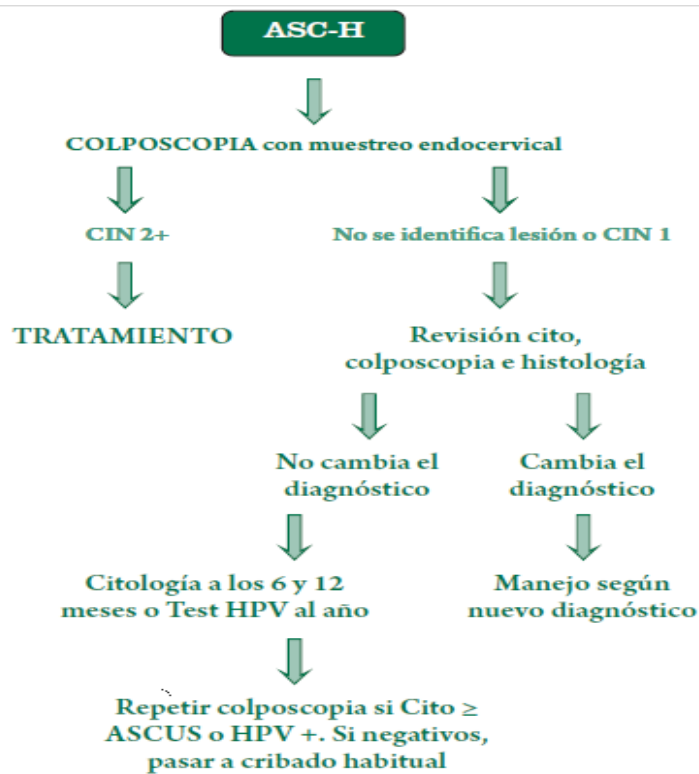 ASC-H
COLPOSCOPIA con muestreo endocervical
CIN 2+
No se identifica lesión o CIN 1
TRATAMIENTO
Revisión cito,
colposcopia e histología
No cambia el
diagnóstico
Cambia el
diagnóstico
Citología a los 6 y 12
meses o Test HPV al año
Manejo según
nuevo diagnóstico
Repetir colposcopia si Cito ≥
ASCUS o HPV +. Si negativos,
pasar a cribado habitual